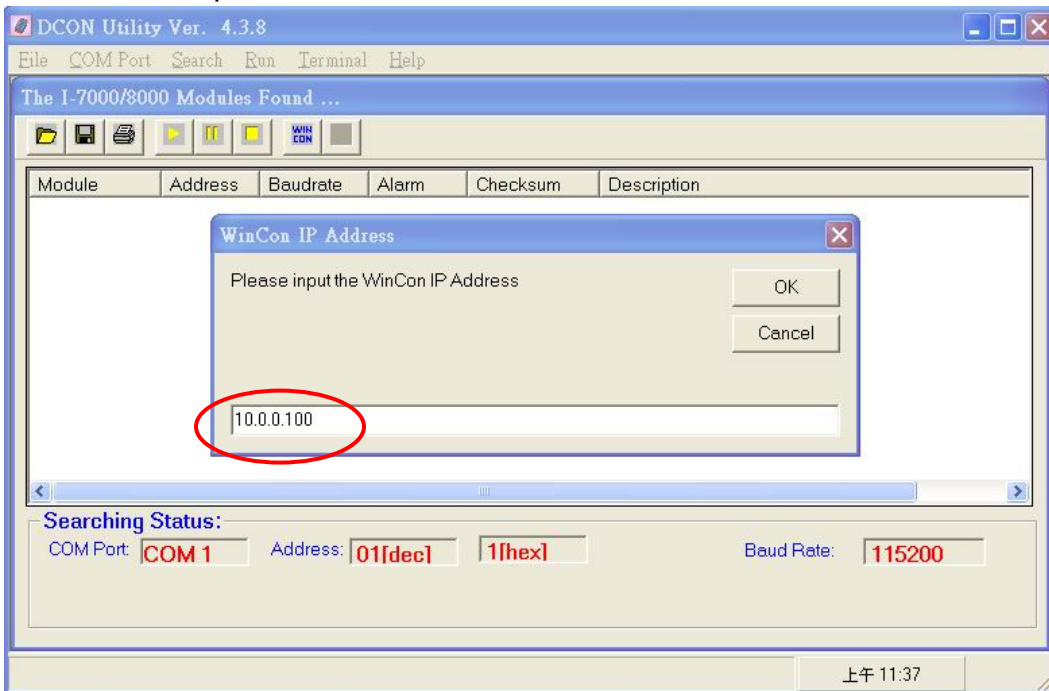 DCON Utility Ver. 4.3.8
File COM Port Search Run Terminal Help
The I-7000/8000 Modules Found ...
WIN CON
Module Address Baudrate Alarm Checksum Description
WinCon IP Address
Please input the WinCon IP Address
OK
Cancel
10.0.0.100
Searching Status:
COM Port: COM 1 Address: 01[dec] 1[hex] Baud Rate: 115200
上午 11:37